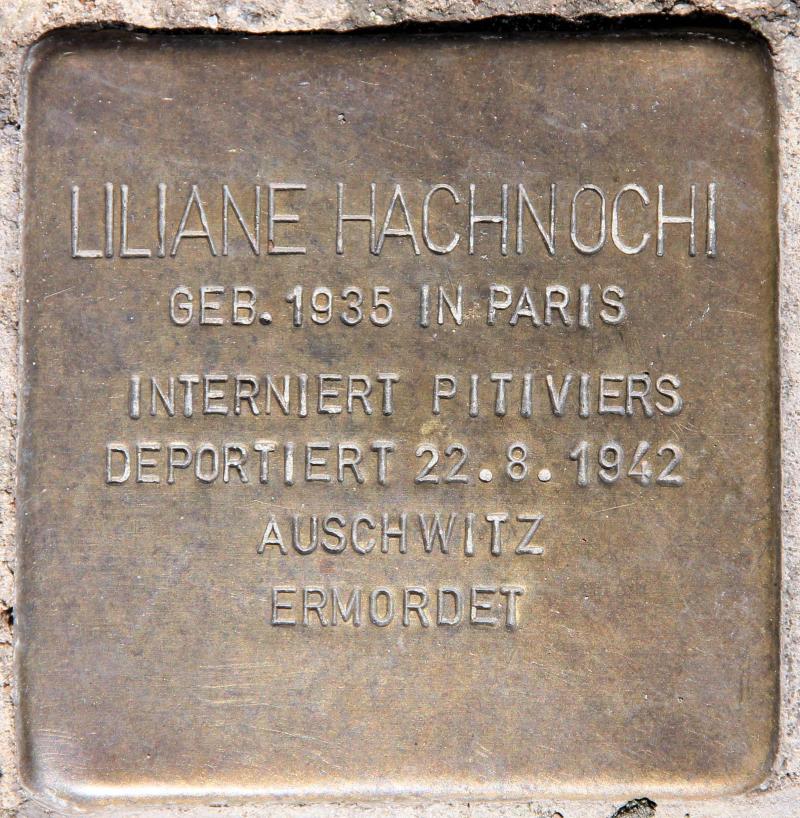 LILIANE HACHNOCHI
GEB. 1935 IN PARIS
INTERNIERT PITIVIERS
DEPORTIERT 22.8.1942
AUSCHWITZ
ERMORDET